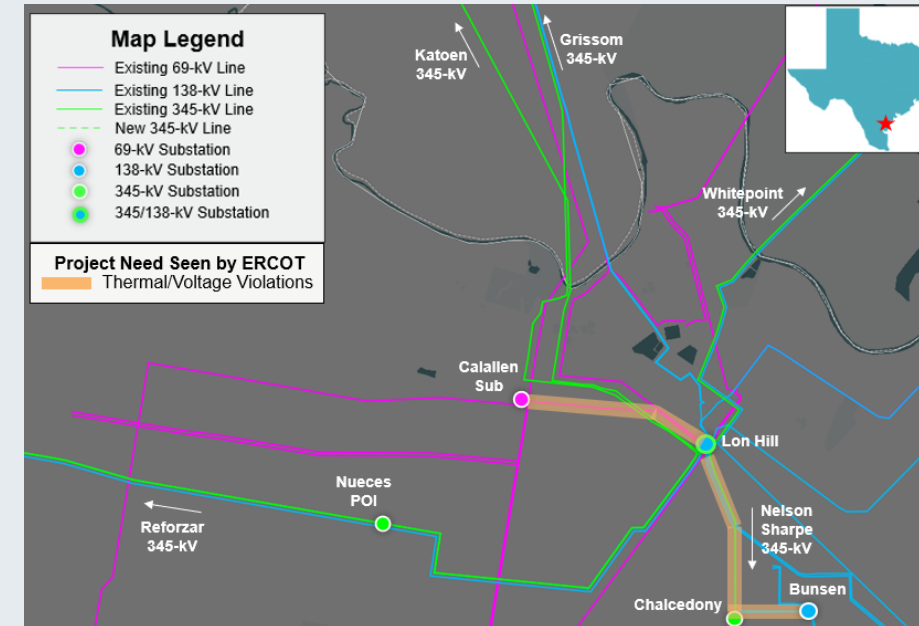 Map Legend
Existing 69-kV Line
Existing 138-kV Line
Existing 345-kV Line
New 345-kV Line
69-kV Substation
138-kV Substation
345-kV Substation
345/138-kV Substation
Project Need Seen by ERCOT
Thermal/Voltage Violations
Katoen
345-kV
Grissom
345-kV
Whitepoint
345-kV
Calallen
Sub
Lon Hill
Nueces
POI
Reforzar
345-kV
Nelson
Sharpe
345-kV
Bunsen
Chalcedony